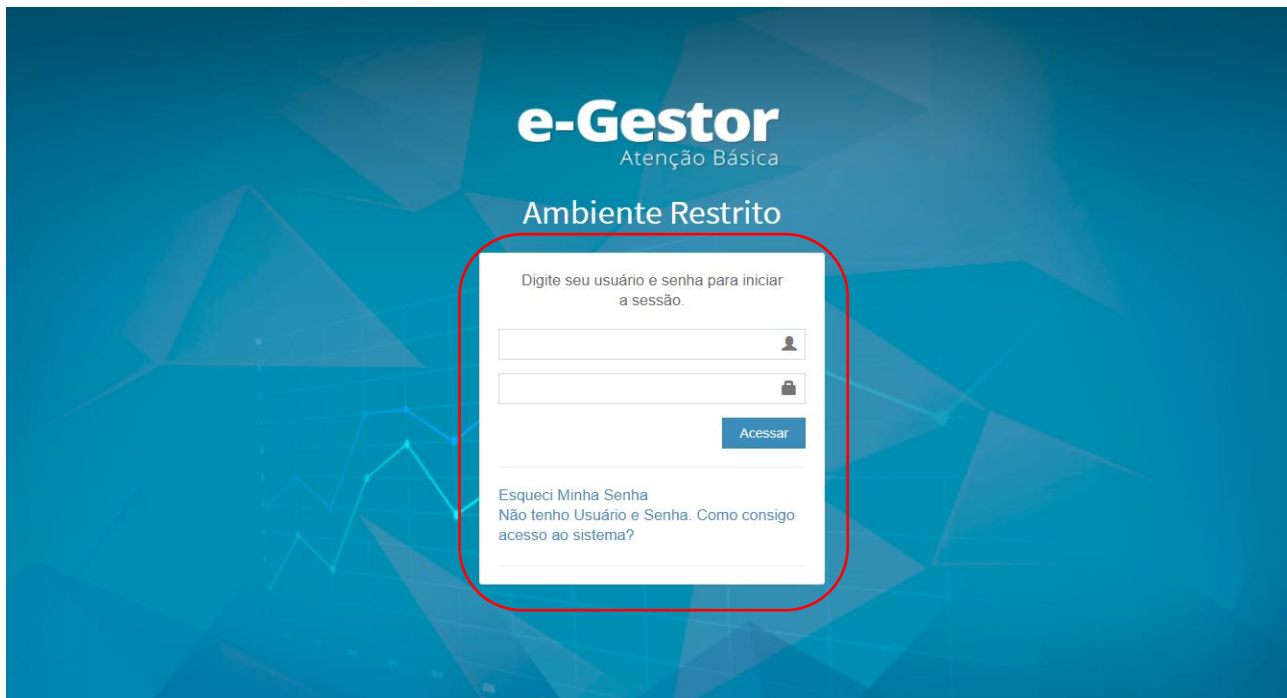 e-Gestor
Atenção Básica
Ambiente Restrito
Digite seu usuário e senha para iniciar
a sessão.
Acessar
Esqueci Minha Senha
Não tenho Usuário e Senha. Como consigo
acesso ao sistema?